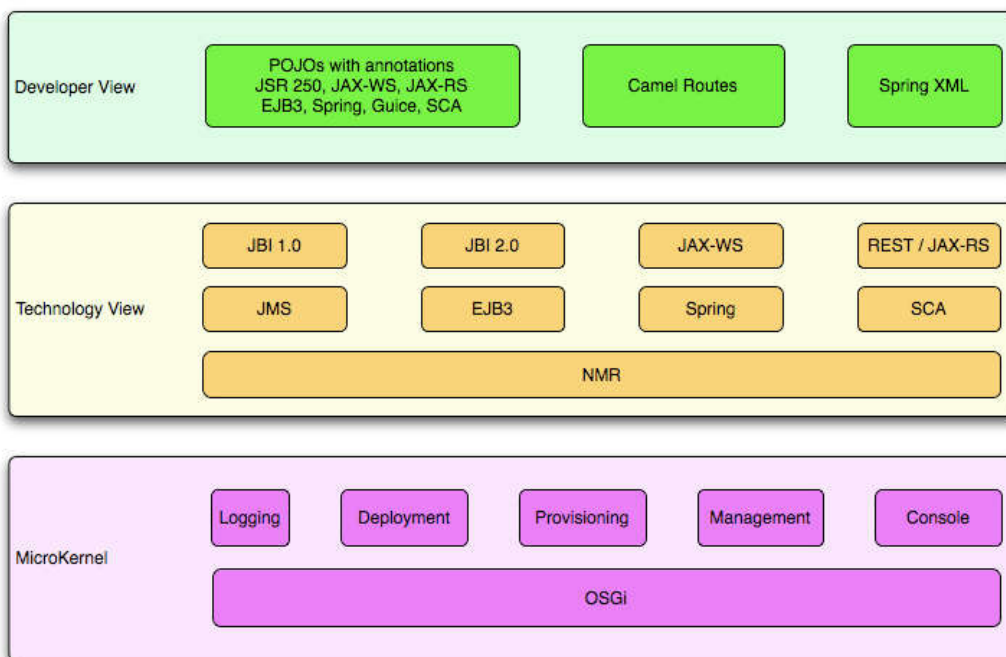 Developer View
POJOs with annotations
JSR 250, JAX-WS, JAX-RS
EJB3, Spring, Guice, SCA
Camel Routes
Spring XML
Technology View
JBI 1.0
JBI 2.0
JAX-WS
REST / JAX-RS
JMS
EJB3
Spring
SCA
NMR
MicroKernel
Logging
Deployment
Provisioning
Management
Console
OSGi